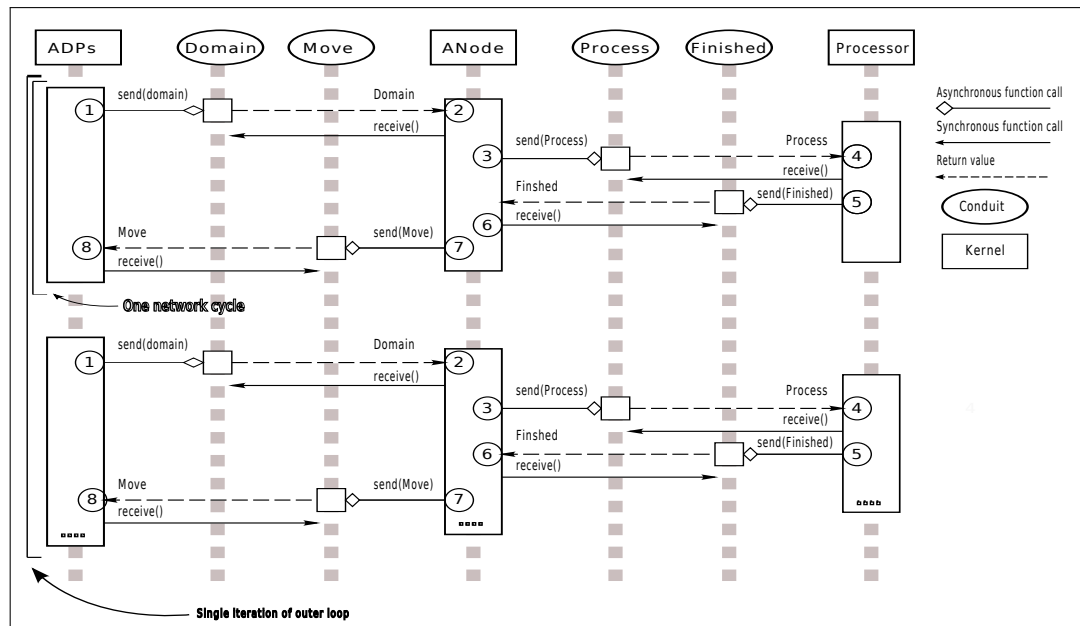 ADPs Domain Move ANode Process Finished Processor
1 send(domain) Domain 2
receive()
3 send(Process) Process 4
receive()
Finshed send(Finished) 5
receive() 6
8 Move send(Move) 7
receive()
One network cycle
1 send(domain) Domain 2
receive()
3 send(Process) Process 4
receive()
6 Finshed send(Finished) 5
receive()
8 Move send(Move) 7
receive()
Single iteration of outer loop
Asychronous function call
Synchronous function call
Return value
Conduit
Kernel